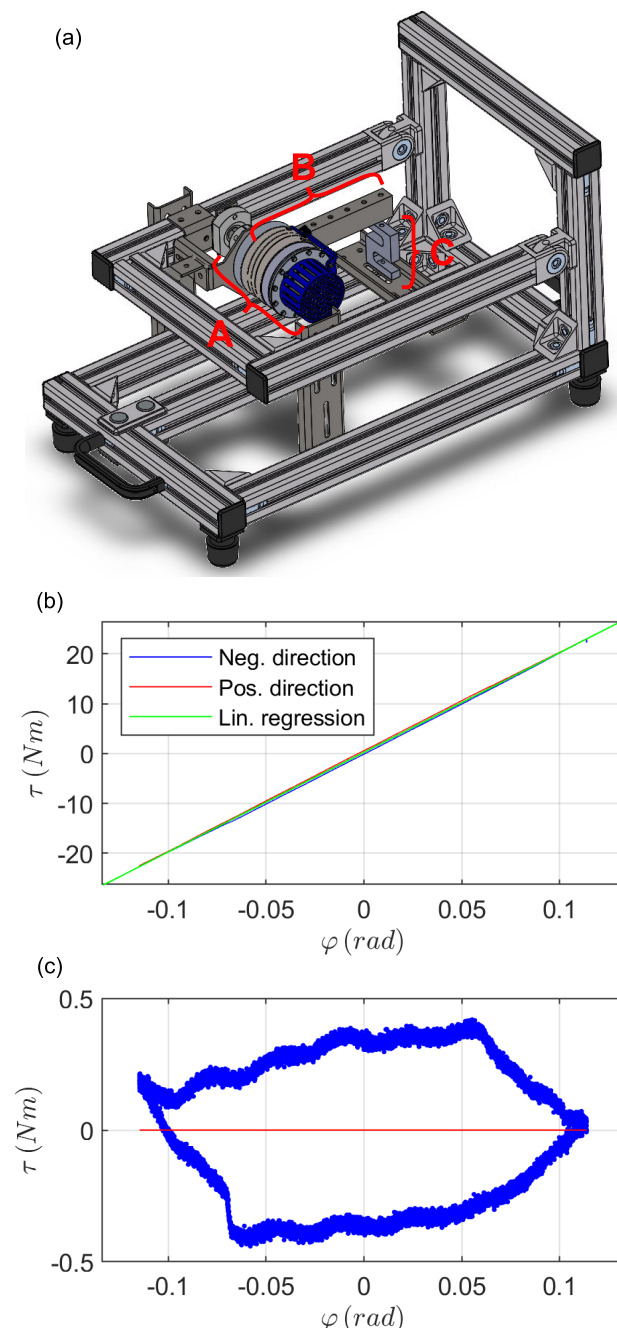 (a)
B
C
A
(b)
20
10
0
-10
-20
τ (Nm)
Neg. direction
Pos. direction
Lin. regression
-0.1 -0.05 0 0.05 0.1
φ (rad)
(c)
0.5
0
-0.5
τ (Nm)
-0.1 -0.05 0 0.05 0.1
φ (rad)